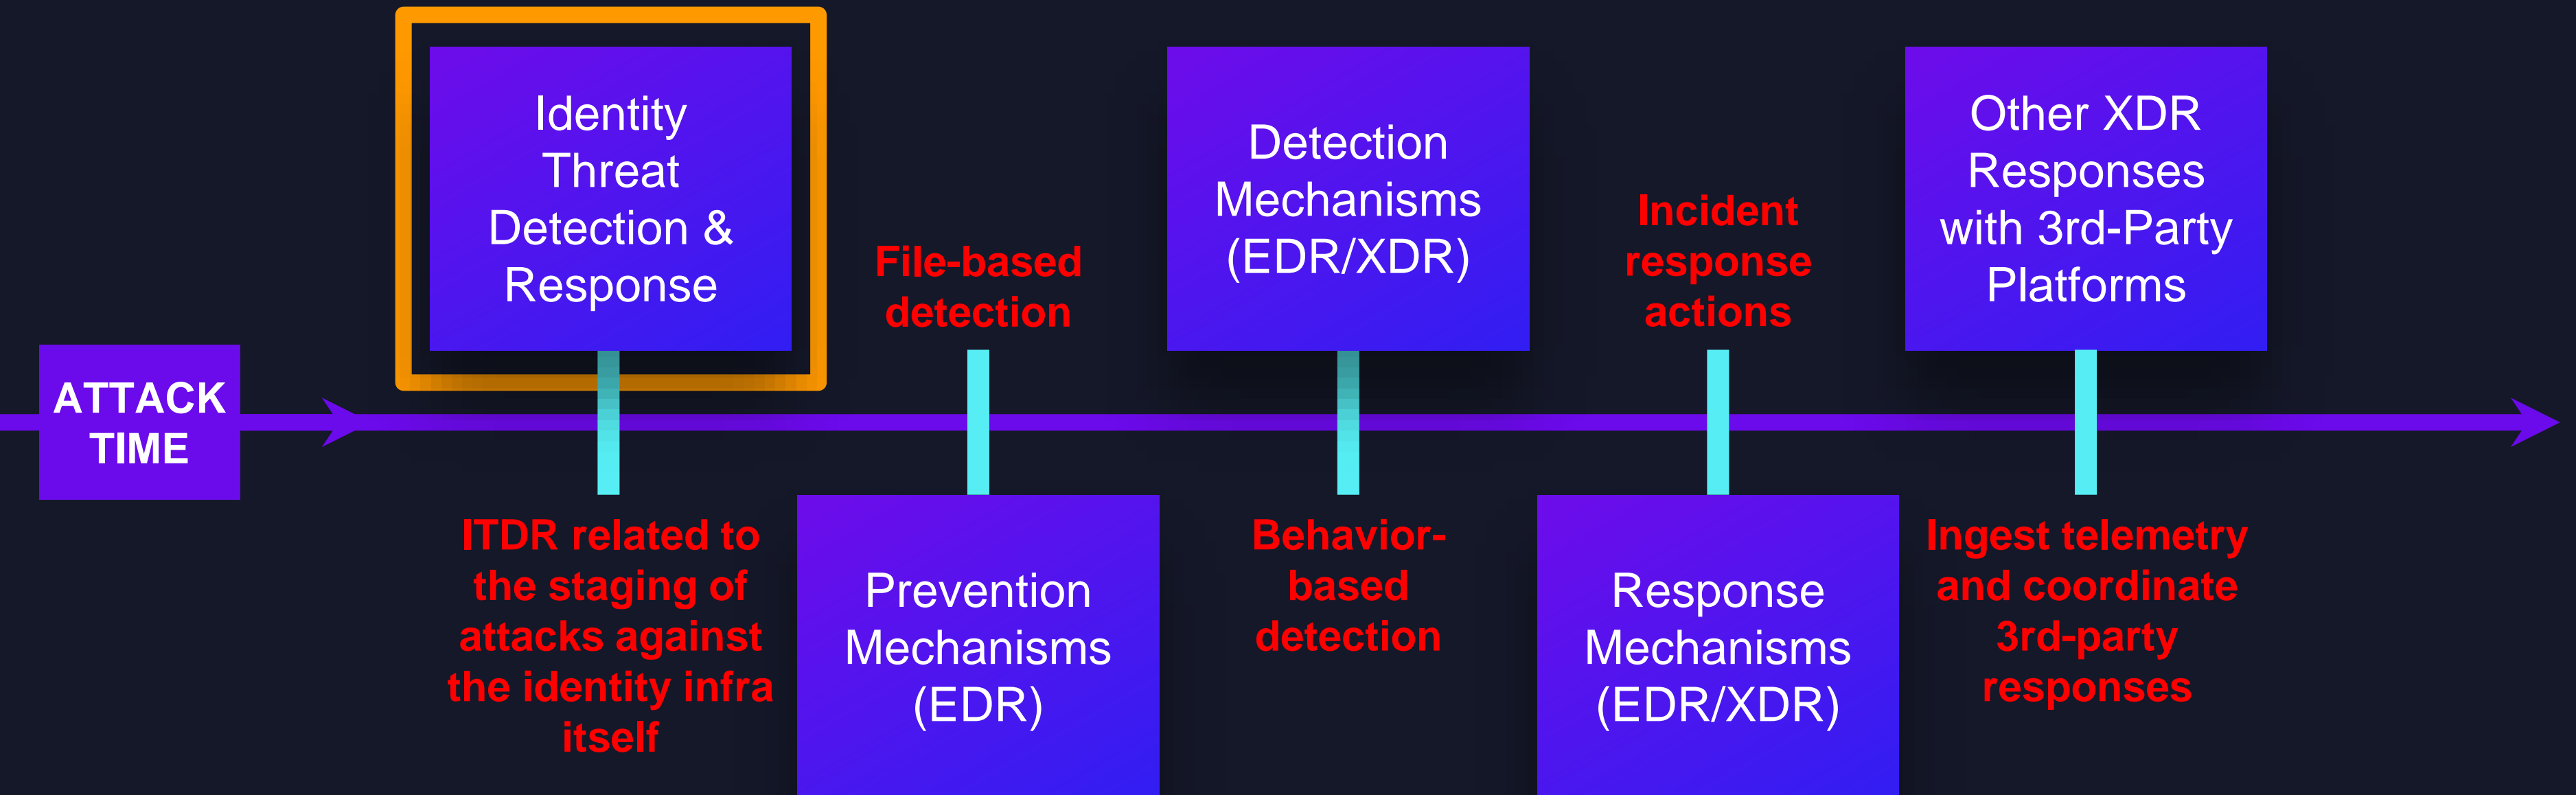 ATTACK
TIME
Identity
Threat
Detection &
Response
ITDR related to
the staging of
attacks against
the identity infra
itself
File-based
detection
Prevention
Mechanisms
(EDR)
Detection
Mechanisms
(EDR/XDR)
Behavior-
based
detection
Incident
response
actions
Response
Mechanisms
(EDR/XDR)
Other XDR
Responses
with 3rd-Party
Platforms
Ingest telemetry
and coordinate
3rd-party
responses